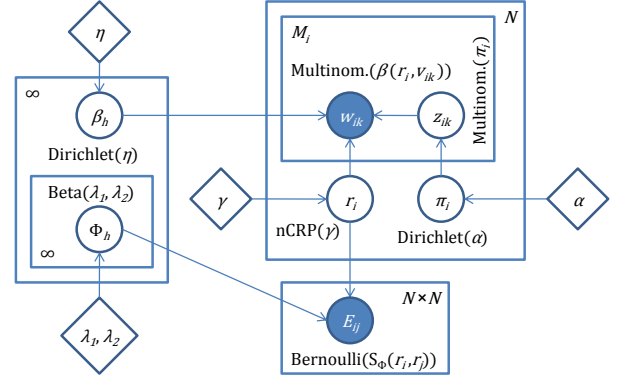 η
N
M_i
Multinom.(β(r_i,v_ik))
Multinom.(π_i)
∞
β_h
w_ik
z_ik
Dirichlet(η)
Beta(λ_1, λ_2)
γ
r_i
π_i
α
Φ_h
nCRP(γ)
Dirichlet(α)
∞
N×N
λ_1, λ_2
E_ij
Bernoulli(S_Φ(r_i,r_j))